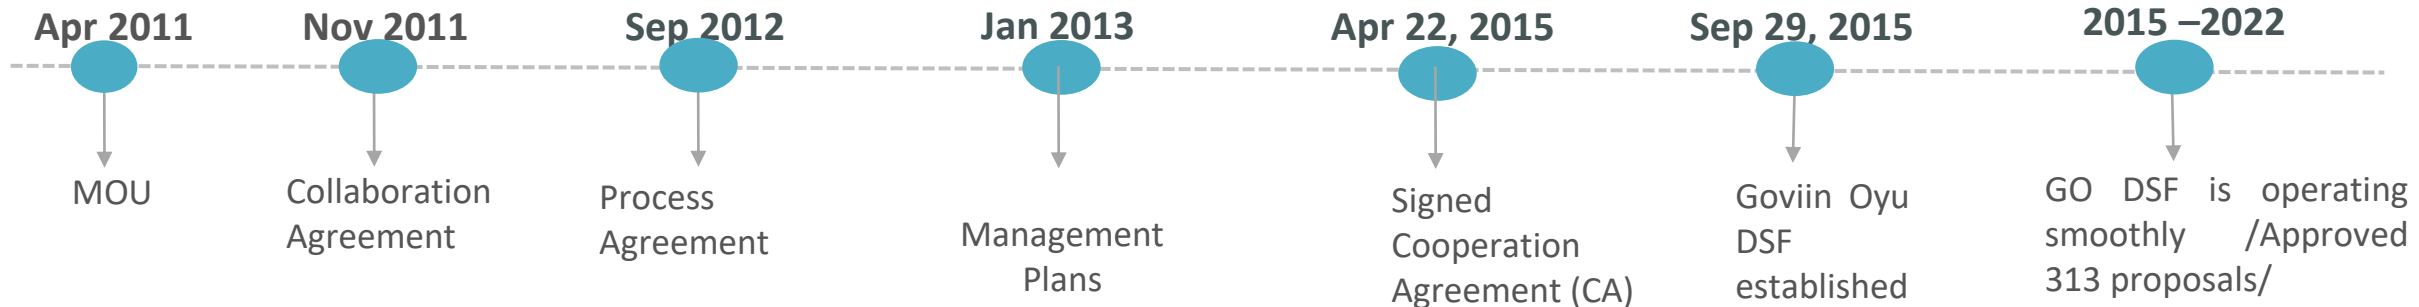 Apr 2011
MOU
Nov 2011
Collaboration
Agreement
Sep 2012
Process
Agreement
Jan 2013
Management
Plans
Apr 22, 2015
Signed
Cooperation
Agreement (CA)
Sep 29, 2015
Goviin Oyu
DSF
established
2015 –2022
GO DSF is operating
smoothly /Approved
313 proposals/